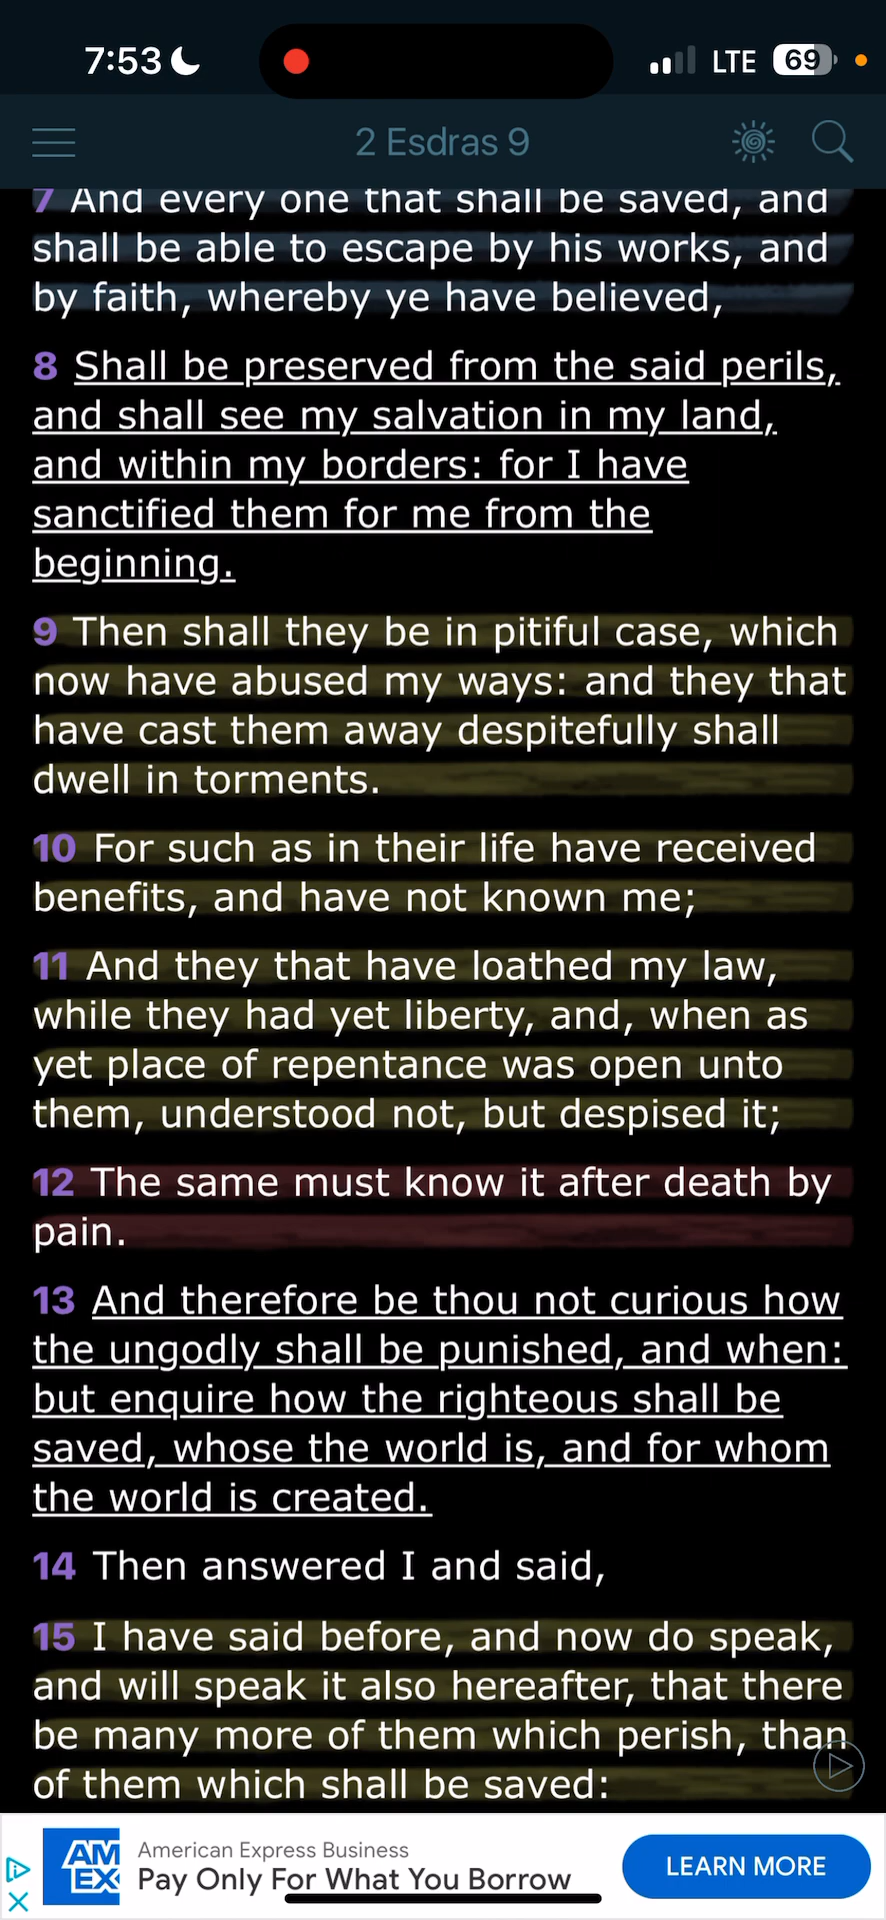 7:53
LTE
69
2 Esdras 9
7 And every one that shall be saved, and
shall be able to escape by his works, and
by faith, whereby ye have believed,
8 Shall be preserved from the said perils,
and shall see my salvation in my land,
and within my borders: for I have
sanctified them for me from the
beginning.
9 Then shall they be in pitiful case, which
now have abused my ways: and they that
have cast them away despitefully shall
dwell in torments.
10 For such as in their life have received
benefits, and have not known me;
11 And they that have loathed my law,
while they had yet liberty, and, when as
yet place of repentance was open unto
them, understood not, but despised it;
12 The same must know it after death by
pain.
13 And therefore be thou not curious how
the ungodly shall be punished, and when:
but enquire how the righteous shall be
saved, whose the world is, and for whom
the world is created.
14 Then answered I and said,
15 I have said before, and now do speak,
and will speak it also hereafter, that there
be many more of them which perish, than
of them which shall be saved:
AM
EX
American Express Business
Pay Only For What You Borrow
LEARN MORE